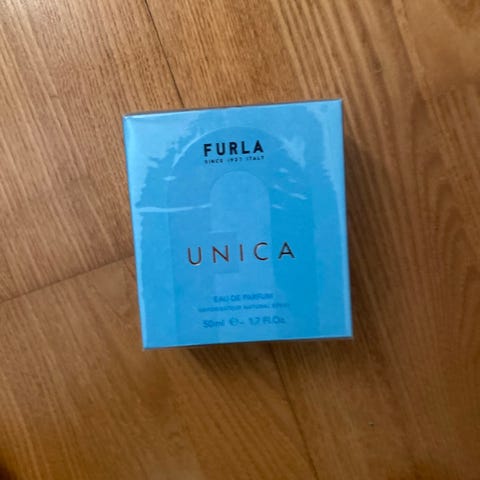 FURLA
SINCE 1927 ITALY
UNICA
EAU DE PARFUM
VAPORISATEUR NATURAL SPRAY
50ml ℮ - 1.7 Fl.Oz.